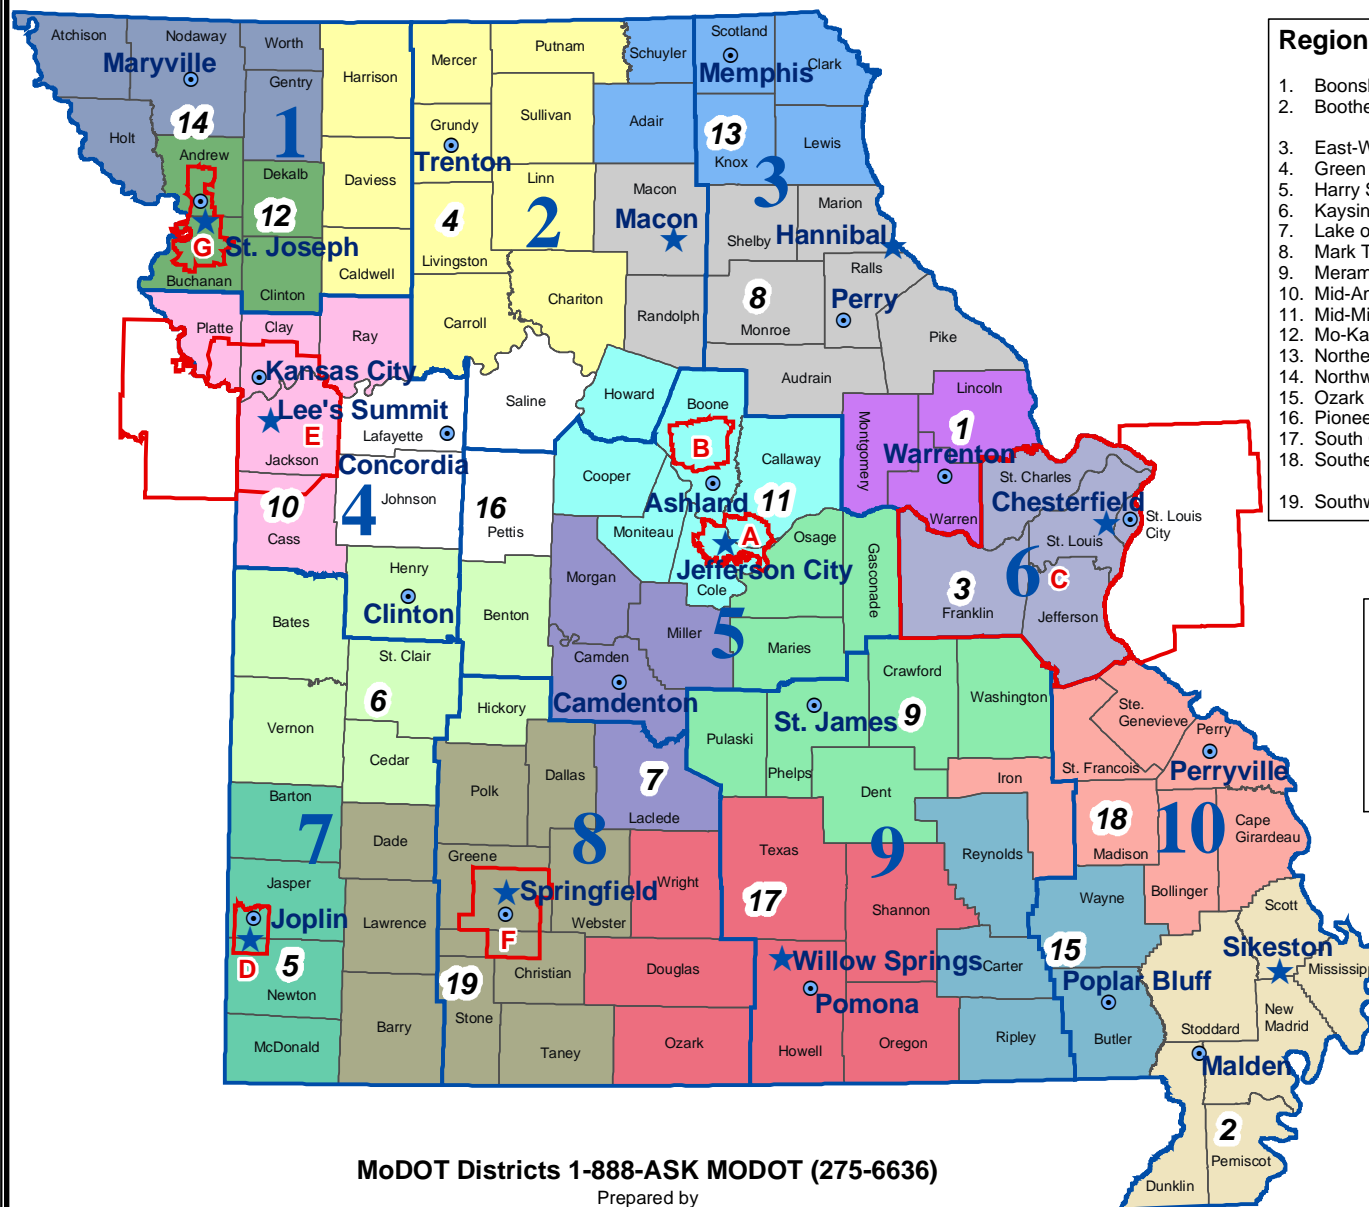 Atchison
Nodaway
Worth
Maryville
Gentry
Harrison
Mercer
Putnam
Schuyler
Scotland
Memphis
Clark
Holt
14
1
Grundy
Sullivan
Adair
13
Knox
Lewis
Andrew
Trenton
Dekalb
Daviess
Linn
3
12
4
2
Macon
Macon
Marion
G
St. Joseph
Shelby
Hannibal
Livingston
Ralls
Buchanan
Caldwell
Clinton
Chariton
8
Perry
Platte
Clay
Ray
Carroll
Randolph
Monroe
Pike
Kansas City
Audrain
Lincoln
Lee's Summit
Saline
Howard
Boone
Montgomery
1
E
Lafayette
B
Callaway
Warrenton
Jackson
Concordia
Cooper
St. Charles
10
4
Johnson
16
Ashland
11
Chesterfield
Pettis
Moniteau
Warren
St. Louis
City
Cass
A
Osage
St. Louis
Henry
Morgan
Jefferson City
Gasconade
6
C
Clinton
Cole
3
Franklin
Jefferson
Bates
Benton
Miller
5
Maries
St. Clair
Camden
Crawford
Washington
6
Camdenton
Hickory
St. James
9
Ste.
Genevieve
Vernon
Pulaski
Perry
Cedar
Dallas
7
Phelps
St. Francois
Perryville
Barton
Polk
Dent
Iron
7
Laclede
18
10
Cape
Girardeau
Dade
8
Texas
9
Reynolds
Madison
Greene
Jasper
Springfield
Wright
17
Wayne
Bollinger
Joplin
Lawrence
Webster
Shannon
Scott
F
15
Sikeston
D
5
Christian
Douglas
Willow Springs
Carter
Newton
19
Pomona
Poplar Bluff
Stone
New
Madrid
Barry
Stoddard
McDonald
Taney
Ozark
Howell
Oregon
Ripley
Butler
Malden
2
Pemiscot
Dunklin
MoDOT Districts 1-888-ASK MODOT (275-6636)
Prepared by
Region
1.
2.
3.
4. Green
5.
6.
7. Lake
8.
9.
10.
11.
12.
13.
14.
15. Ozark
16.
17. South
18.
19.